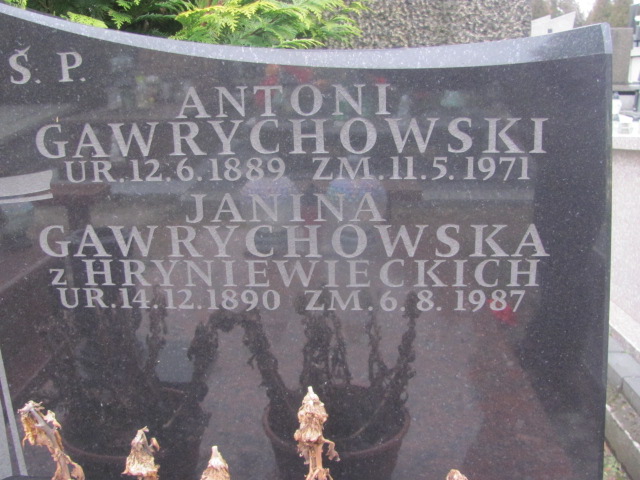 Ś. P.
ANTONI
GAWRYCHOWSKI
UR. 12. 6. 1889 ZM. 11. 5. 1971
JANINA
GAWRYCHOWSKA
z HRYNIEWIECKICH
UR. 14. 12. 1890 ZM. 6. 8. 1987